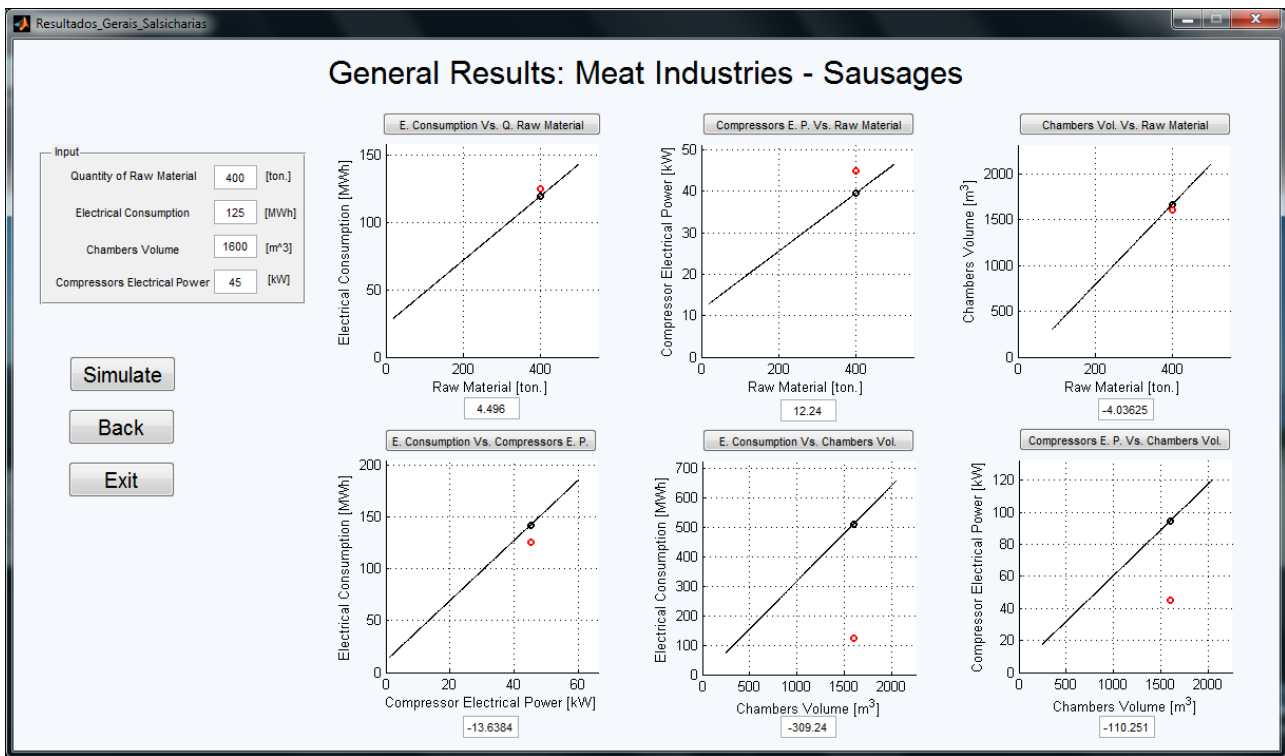 Resultados_Gerais_Salsicharias
General Results: Meat Industries - Sausages
Input
Quantity of Raw Material 400 [ton.]
Electrical Consumption 125 [MWh]
Chambers Volume 1600 [m^3]
Compressors Electrical Power 45 [kW]
Simulate
Back
Exit
E. Consumption Vs. Q. Raw Material
Electrical Consumption [MWh]
150
100
50
0
0 200 400
Raw Material [ton.]
4.496
Compressors E. P. Vs. Raw Material
Compressor Electrical Power [kW]
50
40
30
20
10
0
0 200 400
Raw Material [ton.]
12.24
Chambers Vol. Vs. Raw Material
Chambers Volume [m³]
2000
1500
1000
500
0
0 200 400
Raw Material [ton.]
-4.03625
E. Consumption Vs. Compressors E. P.
Electrical Consumption [MWh]
200
150
100
50
0
0 20 40 60
Compressor Electrical Power [kW]
-13.6384
E. Consumption Vs. Chambers Vol.
Electrical Consumption [MWh]
700
600
500
400
300
200
100
0
0 500 1000 1500 2000
Chambers Volume [m³]
-309.24
Compressors E. P. Vs. Chambers Vol.
Compressor Electrical Power [kW]
120
100
80
60
40
20
0
0 500 1000 1500 2000
Chambers Volume [m³]
-110.251